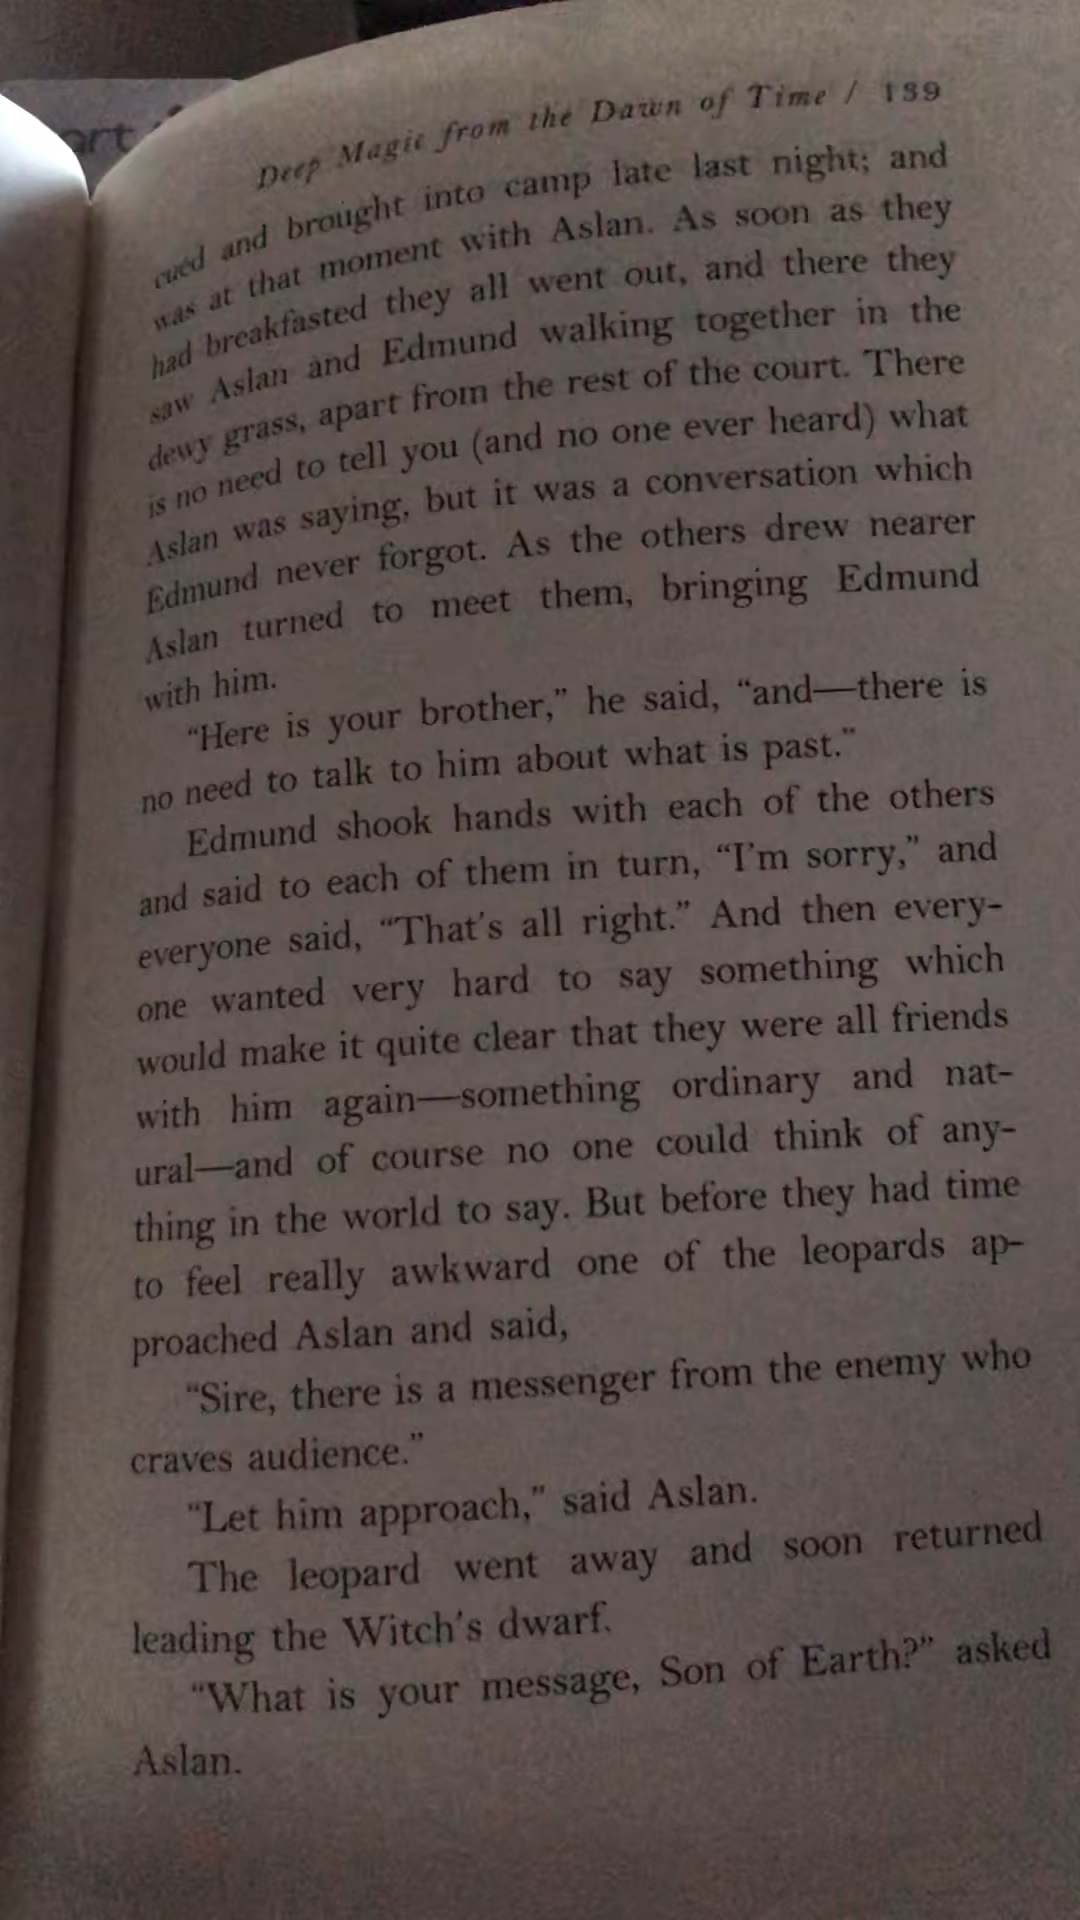 art
Deep Magic from the Dawn of Time / 139
cued and brought into camp late last night; and
was at that moment with Aslan. As soon as they
had breakfasted they all went out, and there they
saw Aslan and Edmund walking together in the
dewy grass, apart from the rest of the court. There
is no need to tell you (and no one ever heard) what
Aslan was saying, but it was a conversation which
Edmund never forgot. As the others drew nearer
Aslan turned to meet them, bringing Edmund
with him.
“Here is your brother,” he said, “and—there is
no need to talk to him about what is past.”
Edmund shook hands with each of the others
and said to each of them in turn, “I’m sorry,” and
everyone said, “That’s all right.” And then every-
one wanted very hard to say something which
would make it quite clear that they were all friends
with him again—something ordinary and nat-
ural—and of course no one could think of any-
thing in the world to say. But before they had time
to feel really awkward one of the leopards ap-
proached Aslan and said,
“Sire, there is a messenger from the enemy who
craves audience.”
“Let him approach,” said Aslan.
The leopard went away and soon returned
leading the Witch’s dwarf.
“What is your message, Son of Earth?” asked
Aslan.